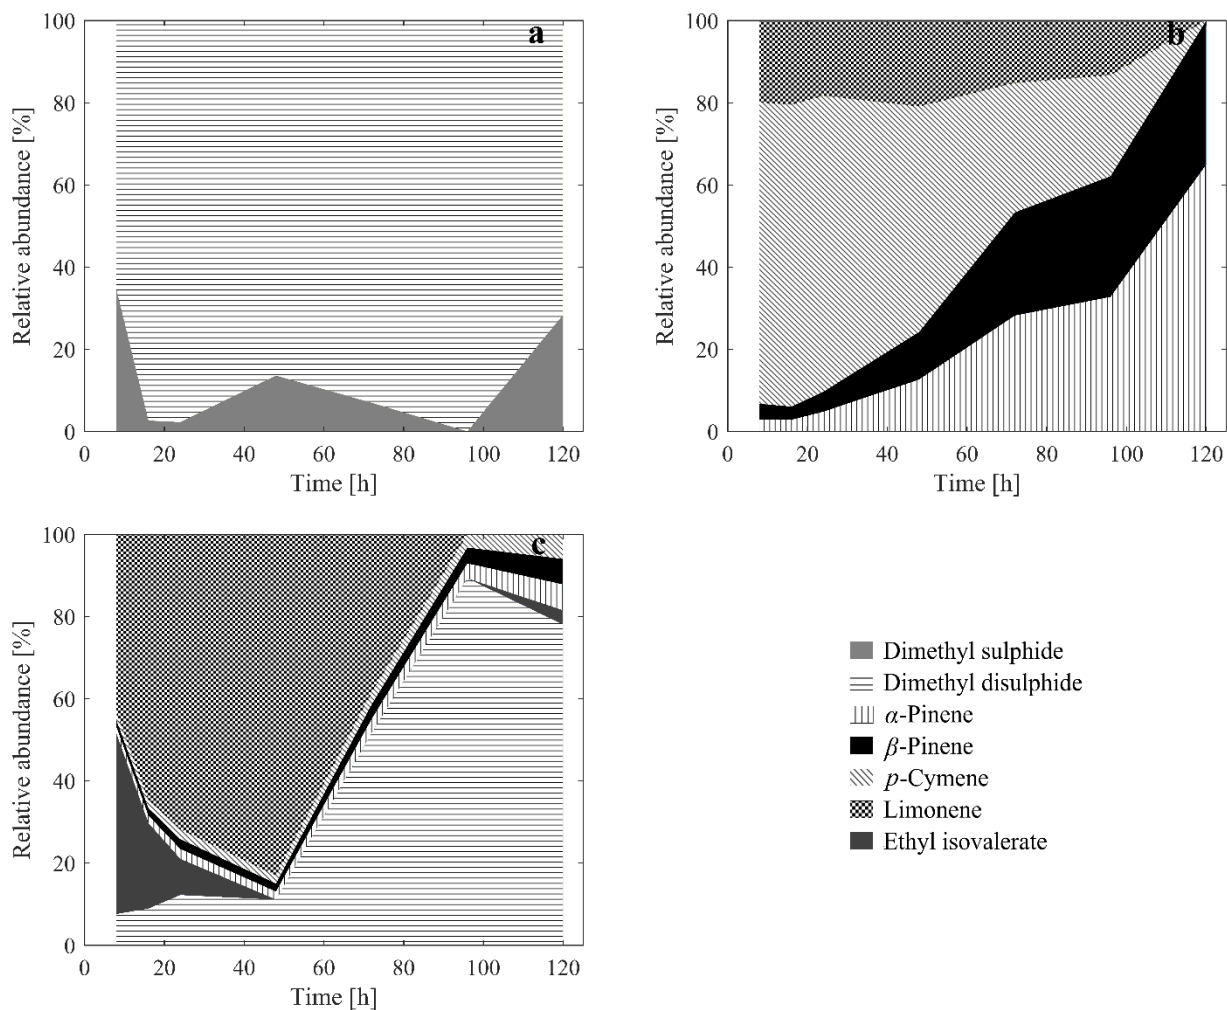 a
100
80
60
40
20
0
Relative abundance [%]
0 20 40 60 80 100 120
Time [h]
b
100
80
60
40
20
0
Relative abundance [%]
0 20 40 60 80 100 120
Time [h]
c
100
80
60
40
20
0
Relative abundance [%]
0 20 40 60 80 100 120
Time [h]
Dimethyl sulphide
Dimethyl disulphide
α-Pinene
β-Pinene
p-Cymene
Limonene
Ethyl isovalerate